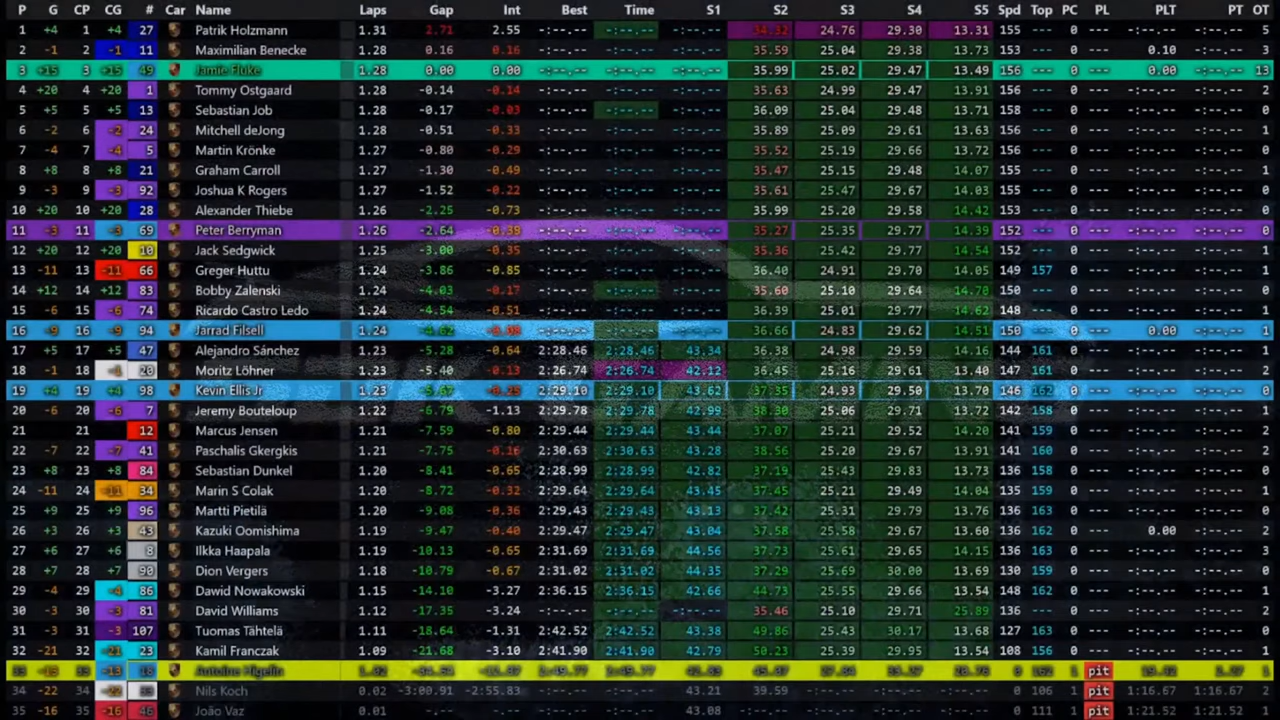 P G CP CG # Car Name Laps Gap Int Best Time S1 S2 S3 S4 S5 Spd Top PC PL PLT PT OT
1 +4 1 +4 27 Patrik Holzmann 1.31 2.71 2.55 -:--.-- -:--.-- -:--.-- 34.32 24.76 29.30 13.31 155 --- 0 --- -:--.-- -:--.-- 5
2 -1 2 -1 11 Maximilian Benecke 1.28 0.16 0.16 -:--.-- -:--.-- -:--.-- 35.59 25.04 29.38 13.73 153 --- 0 --- 0.10 -:--.-- 3
3 +15 3 +15 49 Jamie Fluke 1.28 0.00 0.00 -:--.-- -:--.-- -:--.-- 35.99 25.02 29.47 13.49 156 --- 0 --- 0.00 -:--.-- 13
4 +20 4 +20 1 Tommy Ostgaard 1.28 -0.14 -0.14 -:--.-- -:--.-- -:--.-- 35.63 24.99 29.47 13.91 156 --- 0 --- -:--.-- -:--.-- 2
5 +5 5 +5 13 Sebastian Job 1.28 -0.17 -0.03 -:--.-- -:--.-- -:--.-- 36.09 25.04 29.48 13.71 158 --- 0 --- -:--.-- -:--.-- 0
6 -2 6 -2 24 Mitchell deJong 1.28 -0.51 -0.33 -:--.-- -:--.-- -:--.-- 35.89 25.09 29.61 13.63 156 --- 0 --- -:--.-- -:--.-- 1
7 -4 7 -4 5 Martin Krönke 1.28 -0.80 -0.29 -:--.-- -:--.-- -:--.-- 35.52 25.19 29.66 13.72 156 --- 0 --- -:--.-- -:--.-- 0
8 +8 8 +8 21 Graham Carroll 1.27 -1.30 -0.49 -:--.-- -:--.-- -:--.-- 35.47 25.15 29.48 14.07 155 --- 0 --- -:--.-- -:--.-- 1
9 -3 9 -3 92 Joshua K Rogers 1.27 -1.52 -0.22 -:--.-- -:--.-- -:--.-- 35.61 25.47 29.67 14.03 155 --- 0 --- -:--.-- -:--.-- 0
10 +20 10 +20 28 Alexander Thiebe 1.26 -2.25 -0.73 -:--.-- -:--.-- -:--.-- 35.99 25.20 29.58 14.42 153 --- 0 --- -:--.-- -:--.-- 0
11 -3 11 -3 69 Peter Berryman 1.26 -2.64 -0.39 -:--.-- -:--.-- -:--.-- 35.27 25.35 29.77 14.39 152 --- 0 --- -:--.-- -:--.-- 0
12 +20 12 +20 10 Jack Sedgwick 1.25 -3.00 -0.35 -:--.-- -:--.-- -:--.-- 35.36 25.42 29.77 14.54 152 --- 0 --- -:--.-- -:--.-- 1
13 -11 13 -11 66 Greger Huttu 1.24 -3.86 -0.85 -:--.-- -:--.-- -:--.-- 36.40 24.91 29.70 14.05 149 157 0 --- -:--.-- -:--.-- 1
14 +12 14 +12 83 Bobby Zalenski 1.24 -4.03 -0.17 -:--.-- -:--.-- -:--.-- 35.60 25.10 29.64 14.70 150 --- 0 --- -:--.-- -:--.-- 0
15 -6 15 -6 74 Ricardo Castro Ledo 1.24 -4.54 -0.51 -:--.-- -:--.-- -:--.-- 36.39 25.01 29.77 14.62 148 --- 0 --- -:--.-- -:--.-- 1
16 -9 16 -9 94 Jarrad Filsell 1.24 -4.62 -0.09 -:--.-- -:--.-- -:--.-- 36.66 24.83 29.62 14.51 150 --- 0 --- 0.00 -:--.-- 1
17 +5 17 +5 47 Alejandro Sánchez 1.23 -5.28 -0.64 2:28.46 2:28.46 43.34 36.38 24.98 29.59 14.16 144 161 0 --- -:--.-- -:--.-- 1
18 -1 18 -1 20 Moritz Löhner 1.23 -5.40 -0.13 2:26.74 2:26.74 42.12 36.45 25.16 29.61 13.40 141 161 0 --- -:--.-- -:--.-- 2
19 +4 19 +4 98 Kevin Ellis Jr 1.23 -5.67 -0.25 2:29.10 2:29.10 43.62 37.35 24.93 29.50 13.70 146 162 0 --- -:--.-- -:--.-- 0
20 -6 20 -6 7 Jeremy Bouteloup 1.22 -6.79 -1.13 2:29.78 2:29.78 42.99 38.30 25.06 29.71 13.72 142 158 0 --- -:--.-- -:--.-- 1
21 21 12 Marcus Jensen 1.21 -7.59 -0.80 2:29.44 2:29.44 43.44 37.07 25.21 29.52 14.20 141 159 0 --- -:--.-- -:--.-- 2
22 -7 22 -7 41 Paschalis Gkergkis 1.21 -7.75 -0.16 2:30.63 2:30.63 43.28 38.56 25.21 29.67 13.91 141 160 0 --- -:--.-- -:--.-- 2
23 +8 23 +8 84 Sebastian Dunkel 1.20 -8.41 -0.65 2:28.99 2:28.99 42.82 37.19 25.43 29.83 13.73 136 158 0 --- -:--.-- -:--.-- 0
24 -11 24 -11 34 Marin S Colak 1.20 -8.72 -0.32 2:29.64 2:29.64 43.45 37.45 25.21 29.49 14.04 135 159 0 --- -:--.-- -:--.-- 1
25 +9 25 +9 96 Martti Pietilä 1.20 -9.08 -0.36 2:29.43 2:29.43 43.13 37.42 25.31 29.79 13.76 136 159 0 --- -:--.-- -:--.-- 1
26 +3 26 +3 43 Kazuki Oomishima 1.19 -9.47 -0.40 2:29.47 2:29.47 43.04 37.58 25.58 29.67 13.60 136 162 0 --- 0.00 -:--.-- 2
27 +6 27 +6 8 Ilkka Haapala 1.19 -10.13 -0.65 2:31.69 2:31.69 44.56 37.73 25.61 29.65 14.15 136 162 0 --- -:--.-- -:--.-- 3
28 +7 28 +7 90 Dion Vergers 1.18 -10.79 -0.67 2:31.02 2:31.02 44.35 37.29 25.69 30.00 13.69 130 159 0 --- -:--.-- -:--.-- 1
29 -4 29 -4 86 Dawid Nowakowski 1.15 -14.10 -3.27 2:36.15 2:36.15 42.66 44.73 25.55 29.66 13.54 148 162 0 --- -:--.-- -:--.-- 1
30 -3 30 -3 81 David Williams 1.12 -17.35 -3.24 -:--.-- -:--.-- -:--.-- 35.46 25.10 29.71 25.89 136 --- 0 --- -:--.-- -:--.-- 2
31 -3 31 -3 107 Tuomas Tähtelä 1.11 -18.64 -1.31 2:42.52 2:42.52 43.38 49.86 25.43 30.17 13.68 127 163 0 --- -:--.-- -:--.-- 1
32 -21 32 -21 23 Kamil Franczak 1.09 -21.68 -3.10 2:41.90 2:41.90 42.79 50.23 25.43 29.95 13.54 108 156 1 --- -:--.-- -:--.-- 1
33 33 -13 1.02 162 1 pit 1
34 -22 34 -22 Nils Koch 0.02 -3:00.91 -2:55.83 43.21 39.59 --.-- --.-- --.-- 0 106 1 pit 1:16.67 1:16.67 2
35 -16 35 -16 46 João Vaz 0.01 --.-- --.-- 43.08 --.-- --.-- --.-- --.-- 0 111 1 pit 1:21.52 1:21.52 1